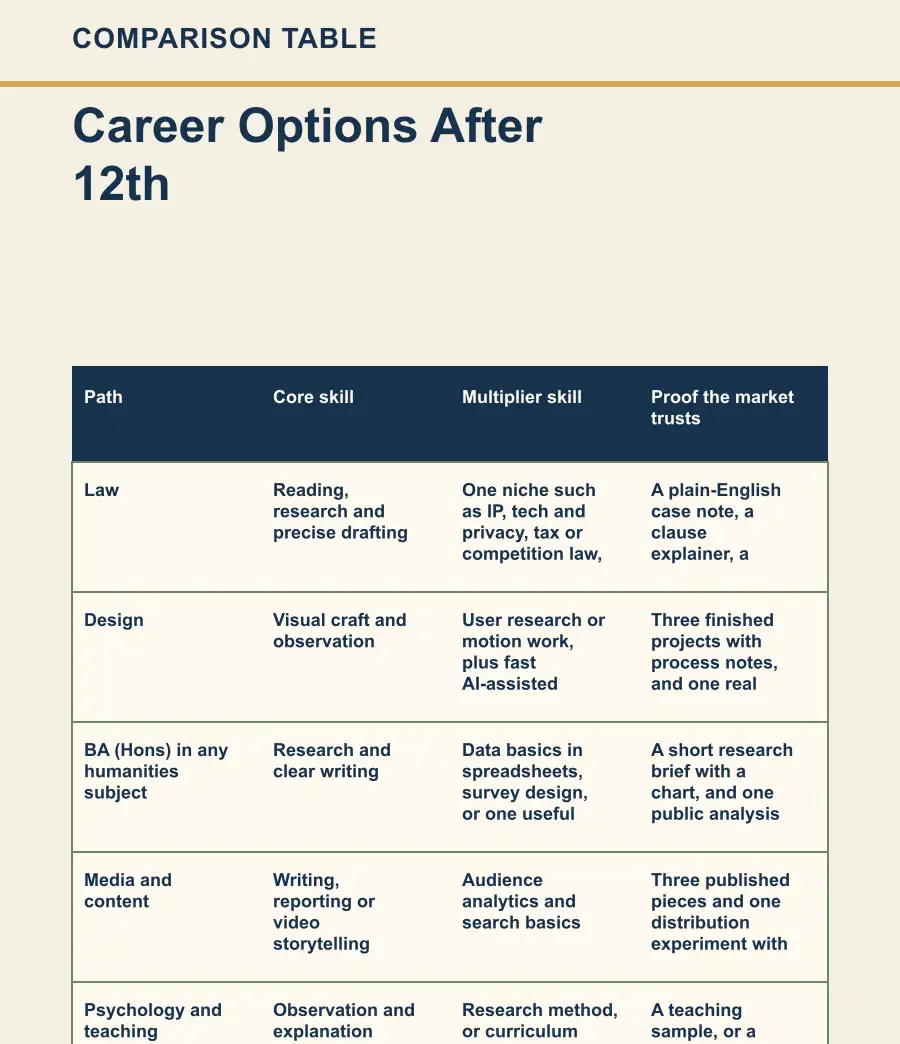 COMPARISON TABLE
Career Options After
12th
Path
Core skill
Multiplier skill
Proof the market
trusts
Law
Reading,
research and
precise drafting
One niche such
as IP, tech and
privacy, tax or
competition law,
A plain-English
case note, a
clause
explainer, a
Design
Visual craft and
observation
User research or
motion work,
plus fast
AI-assisted
Three finished
projects with
process notes,
and one real
BA (Hons) in any
humanities
subject
Research and
clear writing
Data basics in
spreadsheets,
survey design,
or one useful
A short research
brief with a
chart, and one
public analysis
Media and
content
Writing,
reporting or
video
storytelling
Audience
analytics and
search basics
Three published
pieces and one
distribution
experiment with
Psychology and
teaching
Observation and
explanation
Research method,
or curriculum
A teaching
sample, or a